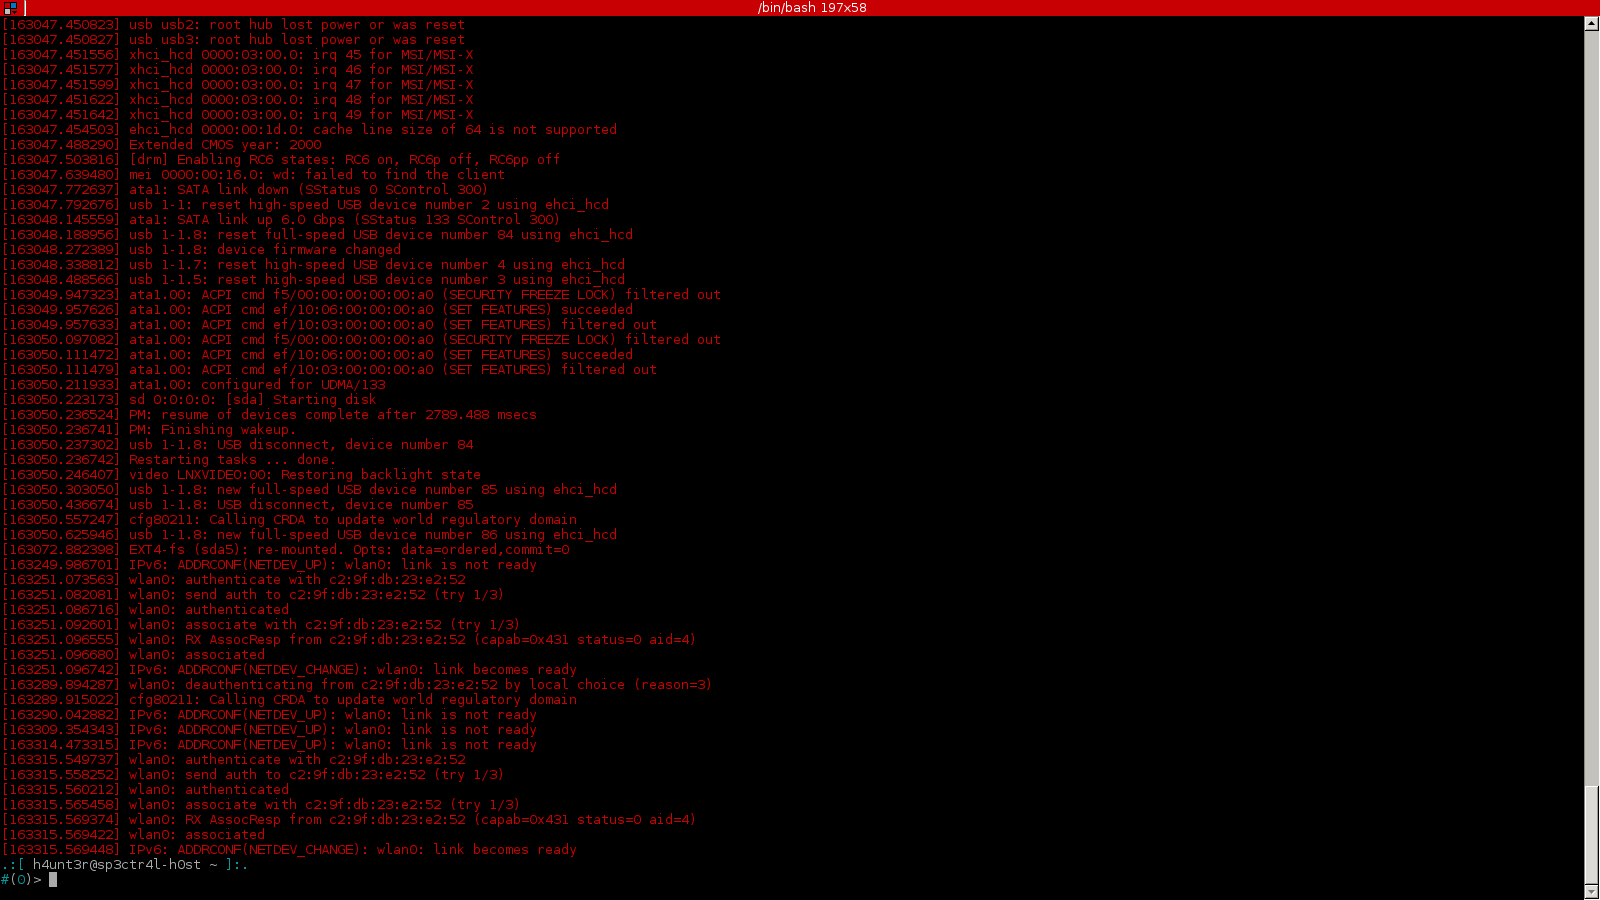 /bin/bash 197x58
[163047.450823] usb usb2: root hub lost power or was reset
[163047.450827] usb usb3: root hub lost power or was reset
[163047.451556] xhci_hcd 0000:03:00.0: irq 45 for MSI/MSI-X
[163047.451577] xhci_hcd 0000:03:00.0: irq 46 for MSI/MSI-X
[163047.451599] xhci_hcd 0000:03:00.0: irq 47 for MSI/MSI-X
[163047.451622] xhci_hcd 0000:03:00.0: irq 48 for MSI/MSI-X
[163047.451642] xhci_hcd 0000:03:00.0: irq 49 for MSI/MSI-X
[163047.454503] ehci_hcd 0000:00:1d.0: cache line size of 64 is not supported
[163047.488290] Extended CMOS year: 2000
[163047.503816] [drm] Enabling RC6 states: RC6 on, RC6p off, RC6pp off
[163047.639480] mei 0000:00:16.0: wd: failed to find the client
[163047.772637] ata1: SATA link down (SStatus 0 SControl 300)
[163047.792676] usb 1-1: reset high-speed USB device number 2 using ehci_hcd
[163048.145559] ata1: SATA link up 6.0 Gbps (SStatus 133 SControl 300)
[163048.188956] usb 1-1.8: reset full-speed USB device number 84 using ehci_hcd
[163048.272389] usb 1-1.8: device firmware changed
[163048.338812] usb 1-1.7: reset high-speed USB device number 4 using ehci_hcd
[163048.488566] usb 1-1.5: reset high-speed USB device number 3 using ehci_hcd
[163049.947323] ata1.00: ACPI cmd f5/00:00:00:00:00:a0 (SECURITY FREEZE LOCK) filtered out
[163049.957626] ata1.00: ACPI cmd ef/10:06:00:00:00:a0 (SET FEATURES) succeeded
[163049.957633] ata1.00: ACPI cmd ef/10:03:00:00:00:a0 (SET FEATURES) filtered out
[163050.097082] ata1.00: ACPI cmd f5/00:00:00:00:00:a0 (SECURITY FREEZE LOCK) filtered out
[163050.111472] ata1.00: ACPI cmd ef/10:06:00:00:00:a0 (SET FEATURES) succeeded
[163050.111479] ata1.00: ACPI cmd ef/10:03:00:00:00:a0 (SET FEATURES) filtered out
[163050.211933] ata1.00: configured for UDMA/133
[163050.223173] sd 0:0:0:0: [sda] Starting disk
[163050.236524] PM: resume of devices complete after 2789.488 msecs
[163050.236741] PM: Finishing wakeup.
[163050.237302] usb 1-1.8: USB disconnect, device number 84
[163050.236742] Restarting tasks ... done.
[163050.246407] video LNXVIDEO:00: Restoring backlight state
[163050.303050] usb 1-1.8: new full-speed USB device number 85 using ehci_hcd
[163050.436674] usb 1-1.8: USB disconnect, device number 85
[163050.557247] cfg80211: Calling CRDA to update world regulatory domain
[163050.625946] usb 1-1.8: new full-speed USB device number 86 using ehci_hcd
[163072.882398] EXT4-fs (sda5): re-mounted. Opts: data=ordered,commit=0
[163249.986701] IPv6: ADDRCONF(NETDEV_UP): wlan0: link is not ready
[163251.073563] wlan0: authenticate with c2:9f:db:23:e2:52
[163251.082081] wlan0: send auth to c2:9f:db:23:e2:52 (try 1/3)
[163251.086716] wlan0: authenticated
[163251.092601] wlan0: associate with c2:9f:db:23:e2:52 (try 1/3)
[163251.096555] wlan0: RX AssocResp from c2:9f:db:23:e2:52 (capab=0x431 status=0 aid=4)
[163251.096680] wlan0: associated
[163251.096742] IPv6: ADDRCONF(NETDEV_CHANGE): wlan0: link becomes ready
[163289.894287] wlan0: deauthenticating from c2:9f:db:23:e2:52 by local choice (reason=3)
[163289.915022] cfg80211: Calling CRDA to update world regulatory domain
[163290.042882] IPv6: ADDRCONF(NETDEV_UP): wlan0: link is not ready
[163309.354343] IPv6: ADDRCONF(NETDEV_UP): wlan0: link is not ready
[163314.473315] IPv6: ADDRCONF(NETDEV_UP): wlan0: link is not ready
[163315.549737] wlan0: authenticate with c2:9f:db:23:e2:52
[163315.558252] wlan0: send auth to c2:9f:db:23:e2:52 (try 1/3)
[163315.560212] wlan0: authenticated
[163315.565458] wlan0: associate with c2:9f:db:23:e2:52 (try 1/3)
[163315.569374] wlan0: RX AssocResp from c2:9f:db:23:e2:52 (capab=0x431 status=0 aid=4)
[163315.569422] wlan0: associated
[163315.569448] IPv6: ADDRCONF(NETDEV_CHANGE): wlan0: link becomes ready
.:[ h4unt3r@sp3ctr4l-h0st ~ ]:.
#(0)>